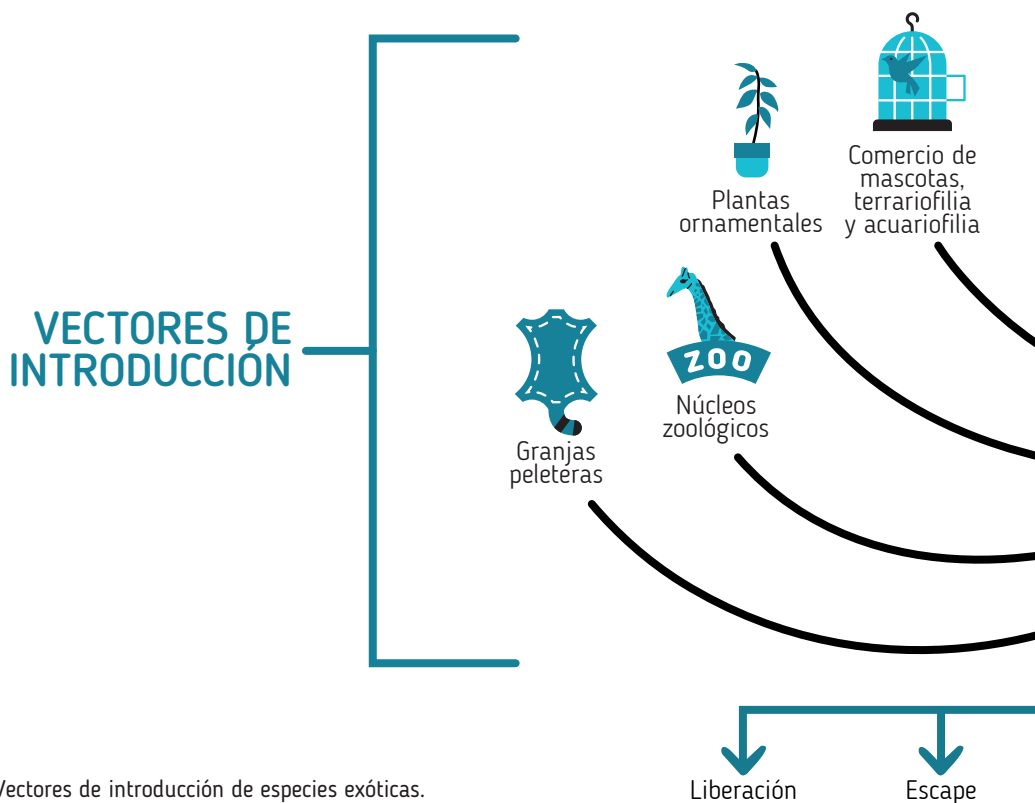 VECTORES DE
INTRODUCCIÓN
Comercio de
mascotas,
terrariofilia
y acuariofilia
Plantas
ornamentales
ZOO
Núcleos
zoológicos
Granjas
peleteras
Liberación
Escape
Vectores de introducción de especies exóticas.